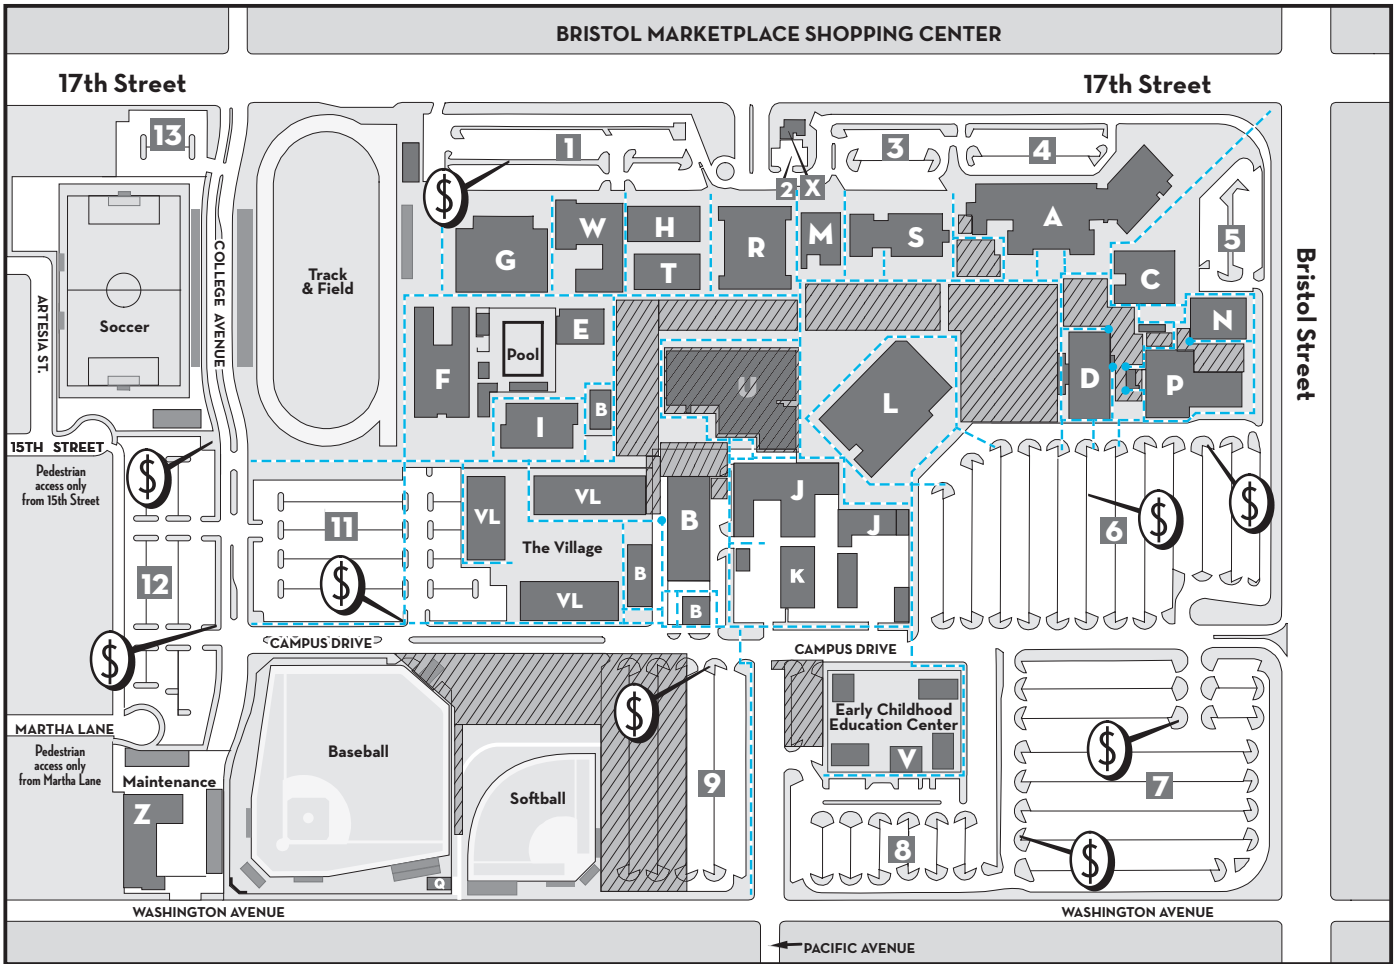 BRISTOL MARKETPLACE SHOPPING CENTER
17th Street
17th Street
13
1
3
4
2
X
$
W
H
G
T
R
M
S
A
5
C
COLLEGE AVENUE
Track
& Field
Soccer
ARTESIA ST.
Bristol Street
N
E
Pool
F
U
D
P
L
B
I
15TH STREET
Pedestrian
access only
from 15th Street
$
VL
VL
J
B
J
$
$
6
11
The Village
12
$
B
K
VL
B
CAMPUS DRIVE
CAMPUS DRIVE
$
$
MARTHA LANE
Pedestrian
access only
from Martha Lane
Early Childhood
Education Center
V
$
Baseball
Maintenance
Z
Softball
9
7
8
$
Q
WASHINGTON AVENUE
WASHINGTON AVENUE
PACIFIC AVENUE